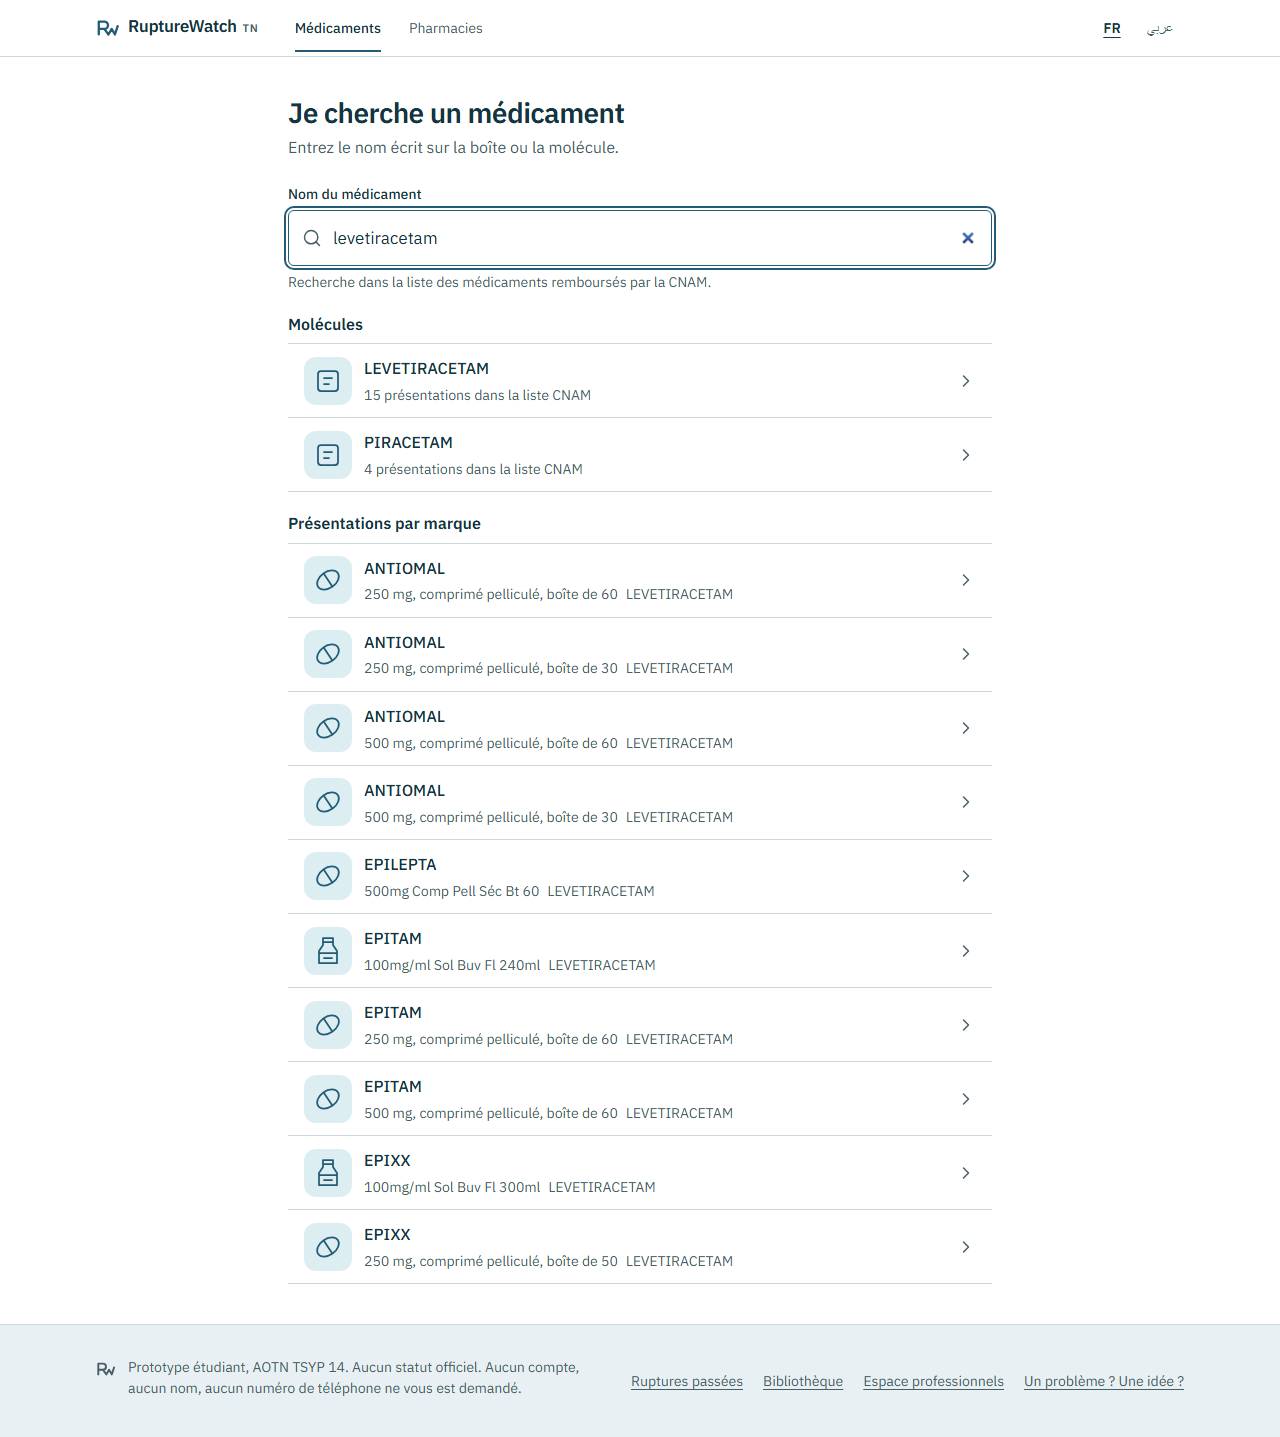 RuptureWatch TN
Médicaments
Pharmacies
FR
عربي
Je cherche un médicament
Entrez le nom écrit sur la boîte ou la molécule.
Nom du médicament
levetiracetam
Recherche dans la liste des médicaments remboursés par la CNAM.
Molécules
LEVETIRACETAM
15 présentations dans la liste CNAM
PIRACETAM
4 présentations dans la liste CNAM
Présentations par marque
ANTIOMAL
250 mg, comprimé pelliculé, boîte de 60 LEVETIRACETAM
ANTIOMAL
250 mg, comprimé pelliculé, boîte de 30 LEVETIRACETAM
ANTIOMAL
500 mg, comprimé pelliculé, boîte de 60 LEVETIRACETAM
ANTIOMAL
500 mg, comprimé pelliculé, boîte de 30 LEVETIRACETAM
EPILEPTA
500mg Comp Pell Séc Bt 60 LEVETIRACETAM
EPITAM
100mg/ml Sol Buv Fl 240ml LEVETIRACETAM
EPITAM
250 mg, comprimé pelliculé, boîte de 60 LEVETIRACETAM
EPITAM
500 mg, comprimé pelliculé, boîte de 60 LEVETIRACETAM
EPIXX
100mg/ml Sol Buv Fl 300ml LEVETIRACETAM
EPIXX
250 mg, comprimé pelliculé, boîte de 50 LEVETIRACETAM
Prototype étudiant, AOTN TSYP 14. Aucun statut officiel. Aucun compte,
aucun nom, aucun numéro de téléphone ne vous est demandé.
Ruptures passées
Bibliothèque
Espace professionnels
Un problème ? Une idée ?